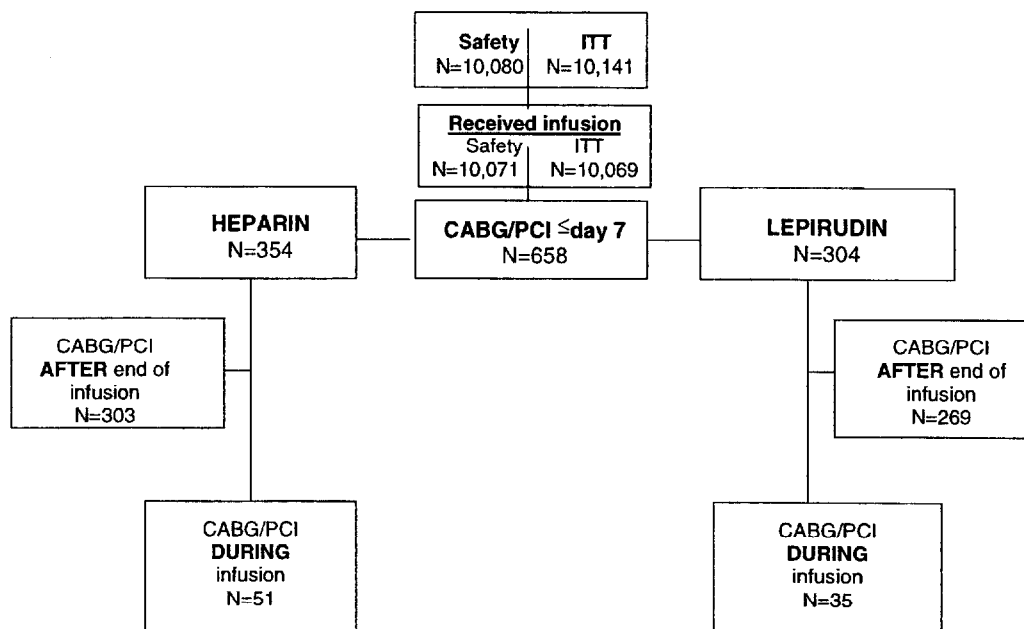 Safety ITT
N=10,080 N=10,141
Received infusion
Safety ITT
N=10,071 N=10,069
HEPARIN
N=354
CABG/PCI ≤day 7
N=658
LEPIRUDIN
N=304
CABG/PCI
AFTER end of
infusion
N=303
CABG/PCI
AFTER end of
infusion
N=269
CABG/PCI
DURING
infusion
N=51
CABG/PCI
DURING
infusion
N=35